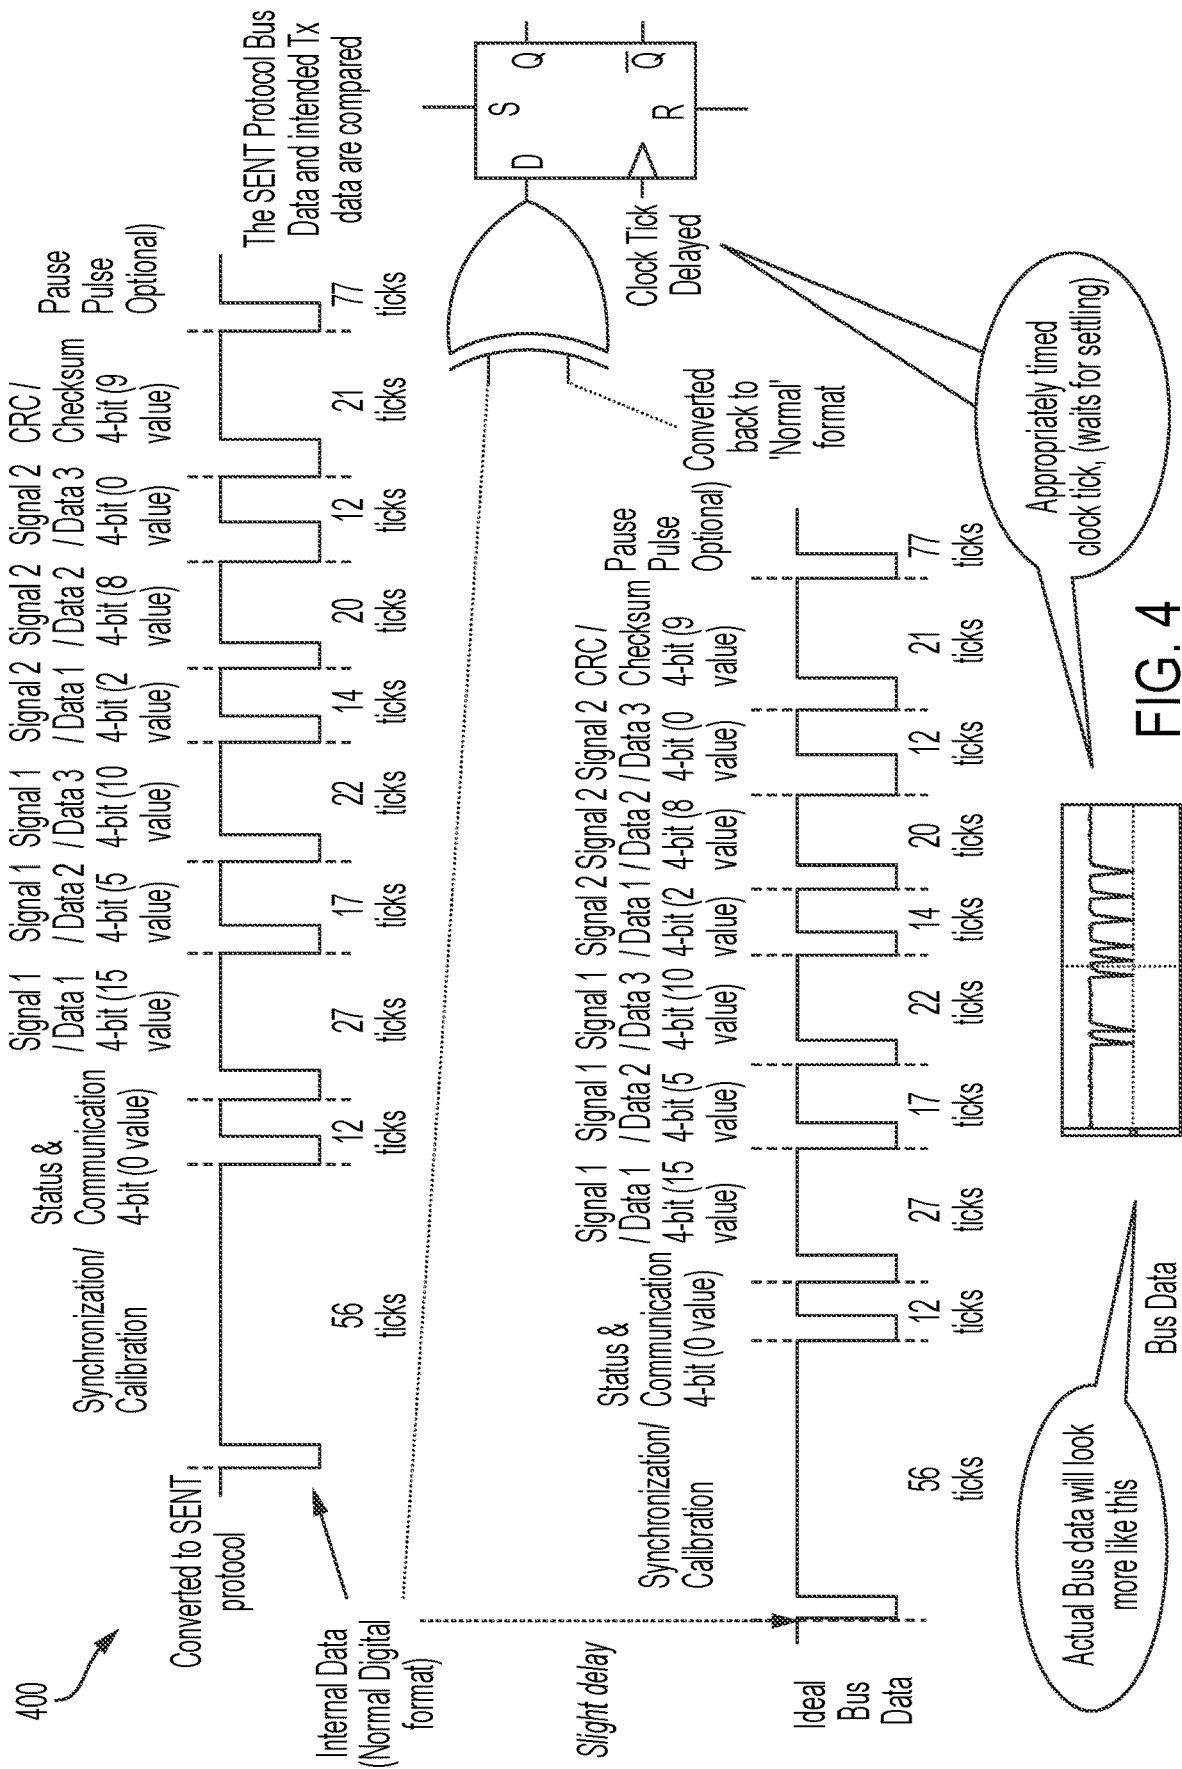 400
Converted to SENT
protocol
Synchronization/
Calibration
Status &
Communication
4-bit (0 value)
Signal 1
/ Data 1
4-bit (15
value)
Signal 1
/ Data 2
4-bit (5
value)
Signal 1
/ Data 3
4-bit (10
value)
Signal 2
/ Data 1
4-bit (2
value)
Signal 2
/ Data 2
4-bit (8
value)
Signal 2
/ Data 3
4-bit (0
value)
CRC /
Checksum
4-bit (9
value)
Pause
Pulse
Optional)
56
ticks
12
ticks
27
ticks
17
ticks
22
ticks
14
ticks
20
ticks
12
ticks
21
ticks
77
ticks
Internal Data
(Normal Digital
format)
The SENT Protocol Bus
Data and intended Tx
data are compared
S
D
Q
R
Q
Clock Tick
Delayed
Converted
back to
'Normal'
format
Slight delay
Ideal
Bus
Data
Synchronization/
Calibration
Status &
Communication
4-bit (0 value)
Signal 1
/ Data 1
4-bit (15
value)
Signal 1
/ Data 2
4-bit (5
value)
Signal 1
/ Data 3
4-bit (10
value)
Signal 2
/ Data 1
4-bit (2
value)
Signal 2
/ Data 2
4-bit (8
value)
Signal 2
/ Data 3
4-bit (0
value)
CRC /
Checksum
4-bit (9
value)
Pause
Pulse
Optional)
56
ticks
12
ticks
27
ticks
17
ticks
22
ticks
14
ticks
20
ticks
12
ticks
21
ticks
77
ticks
Actual Bus data will look
more like this
Bus Data
Appropriately timed
clock tick, (waits for settling)
FIG. 4